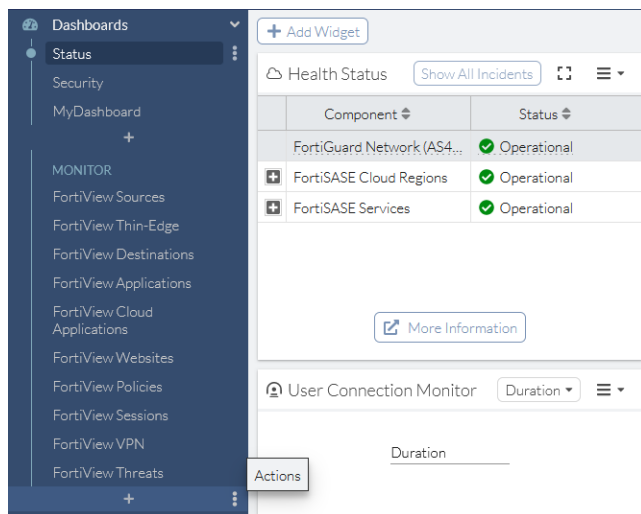 Dashboards
Status
Security
MyDashboard
+
MONITOR
FortiView Sources
FortiView Thin-Edge
FortiView Destinations
FortiView Applications
FortiView Cloud
Applications
FortiView Websites
FortiView Policies
FortiView Sessions
FortiView VPN
FortiView Threats
+
Actions
+ Add Widget
Health Status Show All Incidents
Component Status
FortiGuard Network (AS4... Operational
FortiSASE Cloud Regions Operational
FortiSASE Services Operational
More Information
User Connection Monitor Duration
Duration